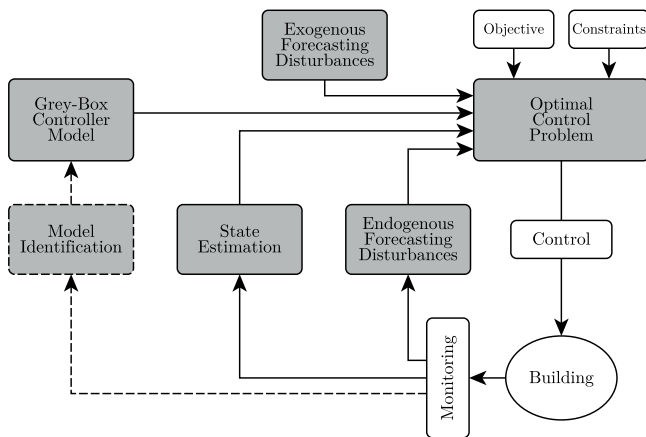 Exogenous
Forecasting
Disturbances
Objective
Constraints
Grey-Box
Controller
Model
Optimal
Control
Problem
Model
Identification
State
Estimation
Endogenous
Forecasting
Disturbances
Control
Monitoring
Building